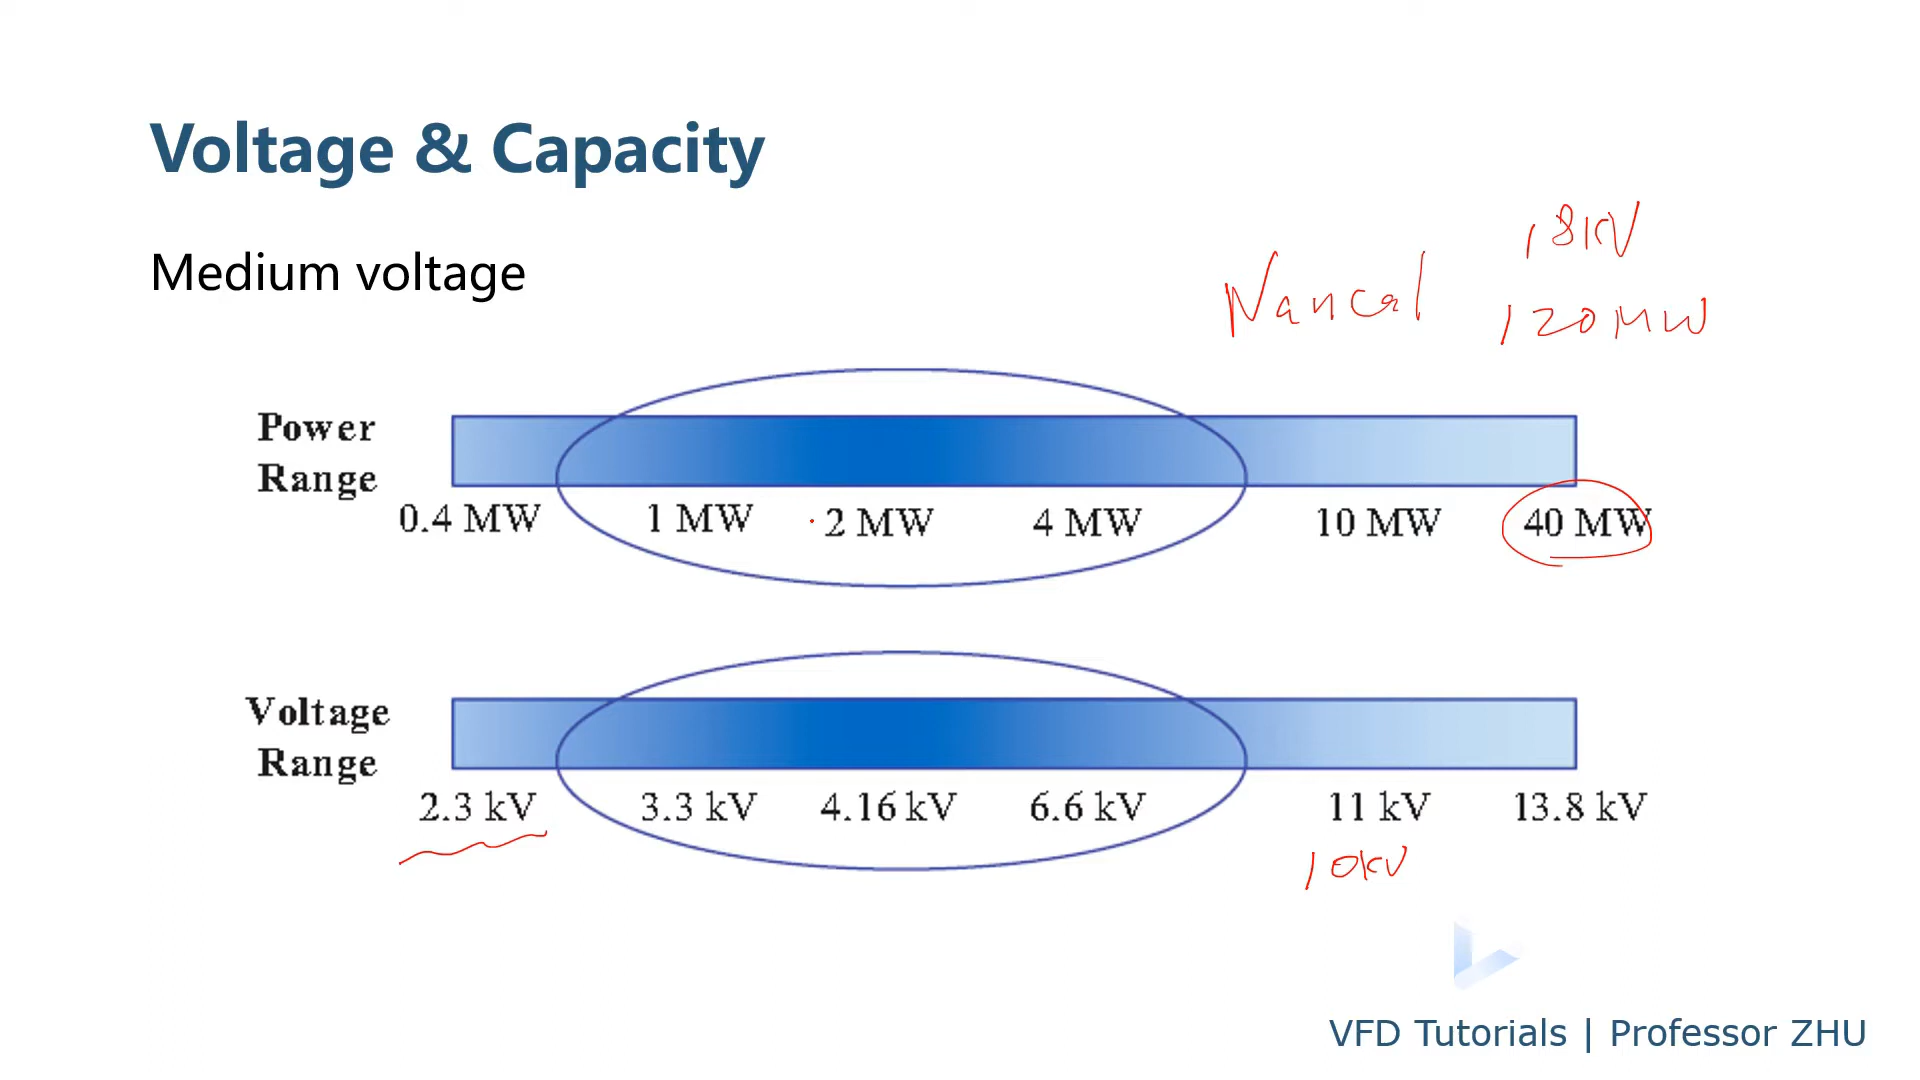 Voltage & Capacity
Medium voltage
18KV
Nancal
120MW
Power
Range
0.4 MW 1 MW 2 MW 4 MW 10 MW 40 MW
Voltage
Range
2.3 kV 3.3 kV 4.16 kV 6.6 kV 11 kV 13.8 kV
10kV
VFD Tutorials | Professor ZHU